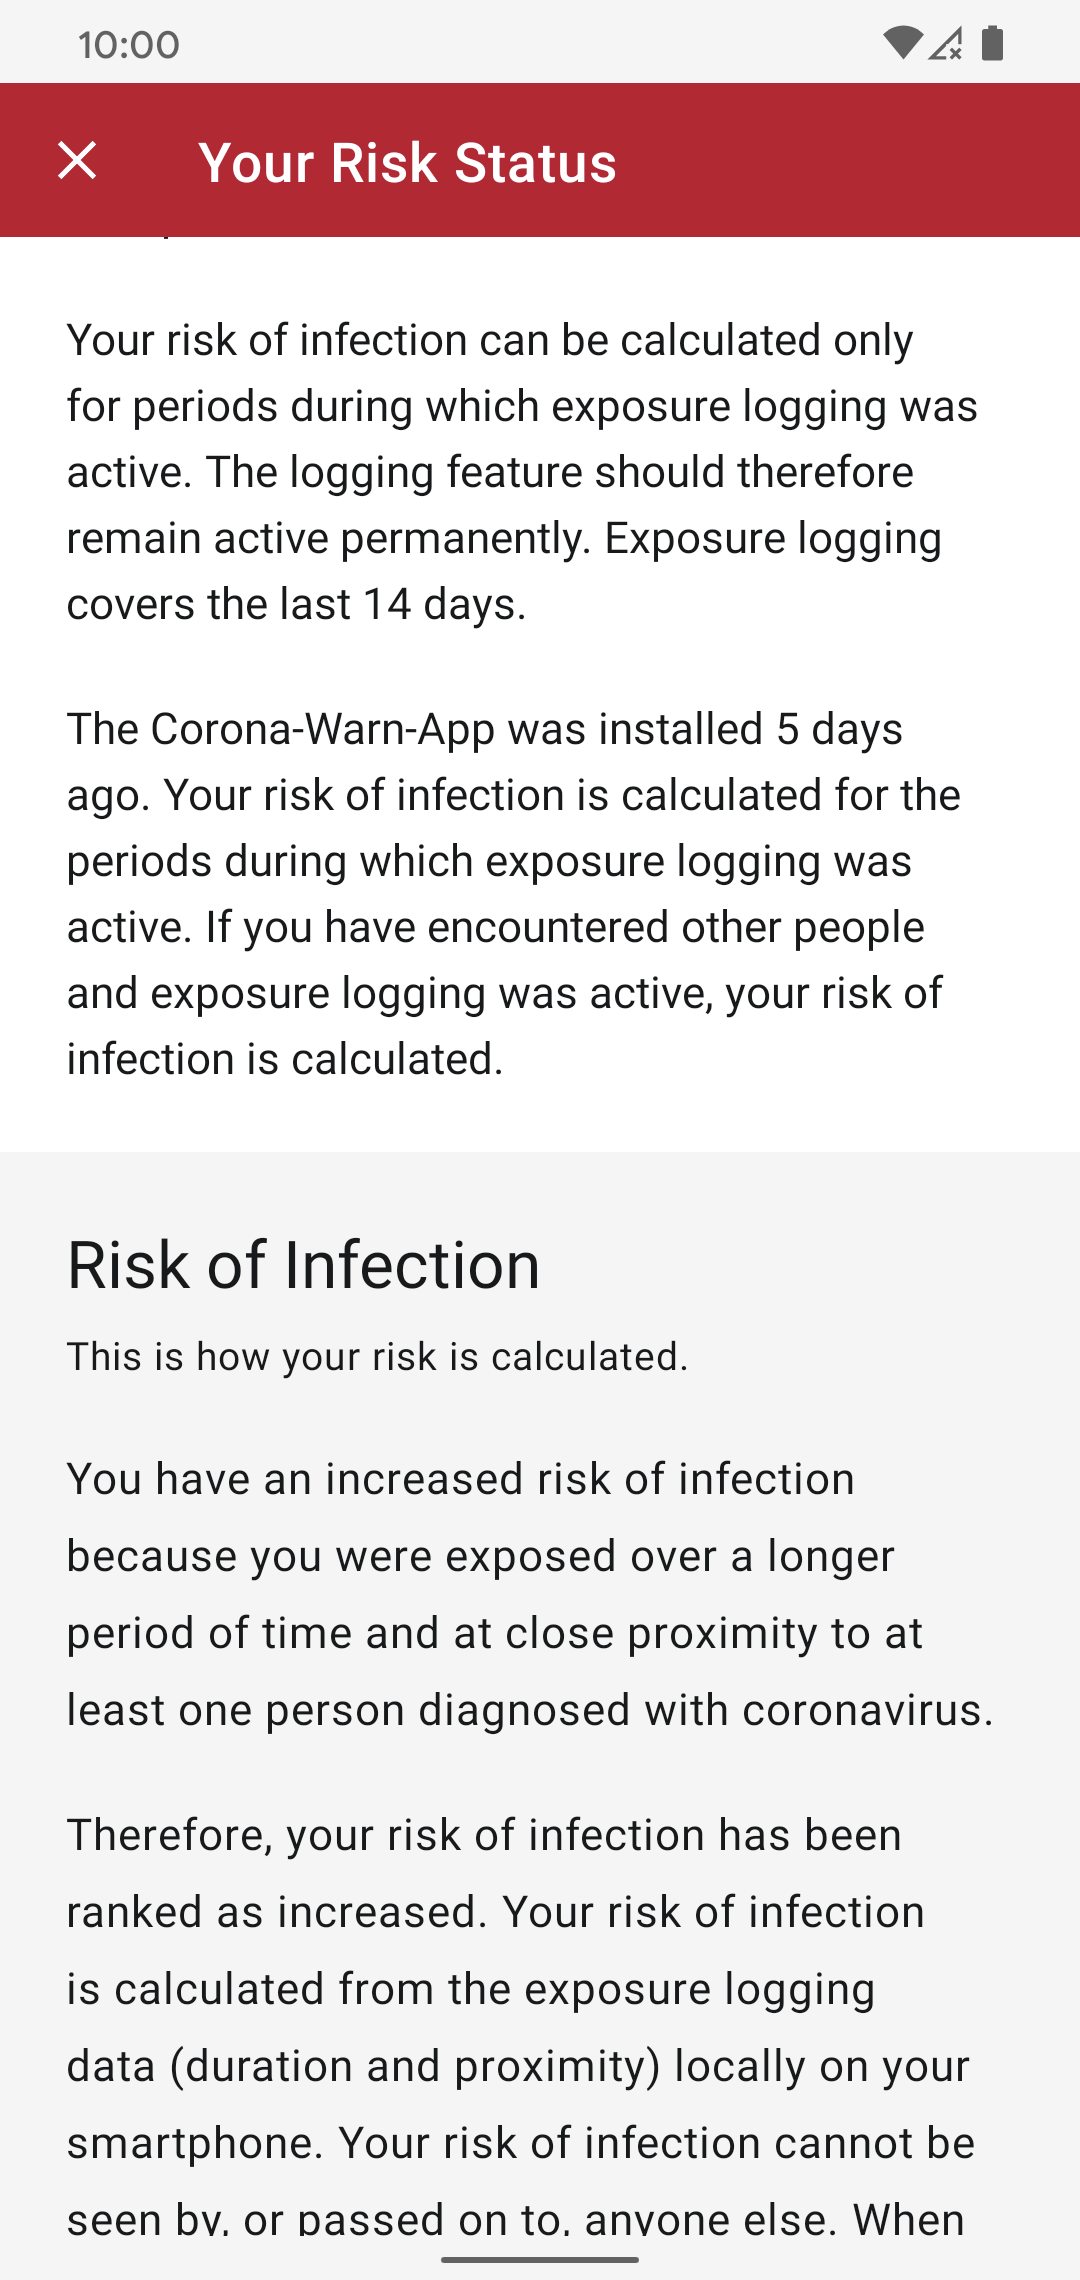 10:00
Your Risk Status
Your risk of infection can be calculated only
for periods during which exposure logging was
active. The logging feature should therefore
remain active permanently. Exposure logging
covers the last 14 days.
The Corona-Warn-App was installed 5 days
ago. Your risk of infection is calculated for the
periods during which exposure logging was
active. If you have encountered other people
and exposure logging was active, your risk of
infection is calculated.
Risk of Infection
This is how your risk is calculated.
You have an increased risk of infection
because you were exposed over a longer
period of time and at close proximity to at
least one person diagnosed with coronavirus.
Therefore, your risk of infection has been
ranked as increased. Your risk of infection
is calculated from the exposure logging
data (duration and proximity) locally on your
smartphone. Your risk of infection cannot be
seen by, or passed on to, anyone else. When